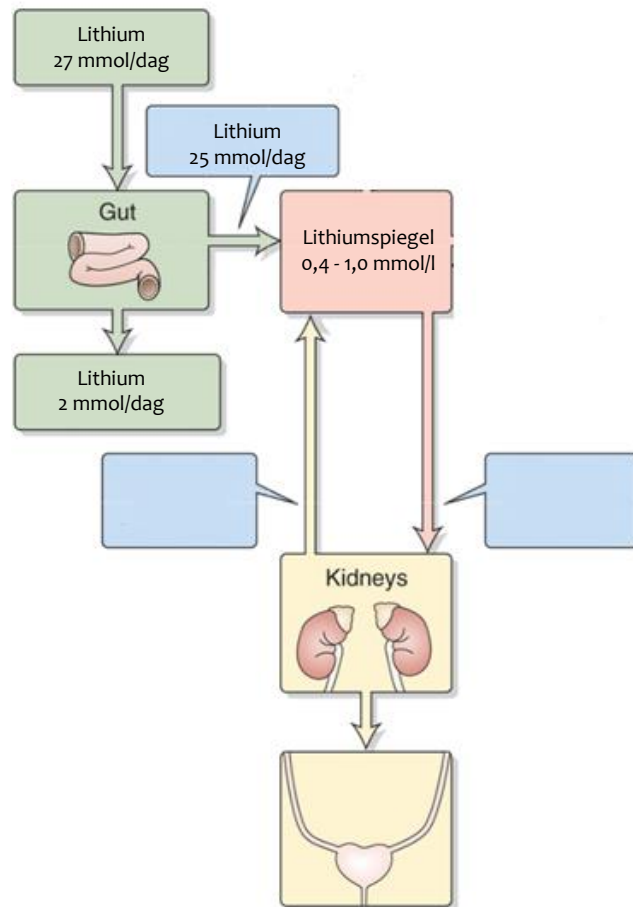 Lithium
27 mmol/dag
Lithium
25 mmol/dag
Gut
Lithiumspiegel
0,4 - 1,0 mmol/l
Lithium
2 mmol/dag
Kidneys